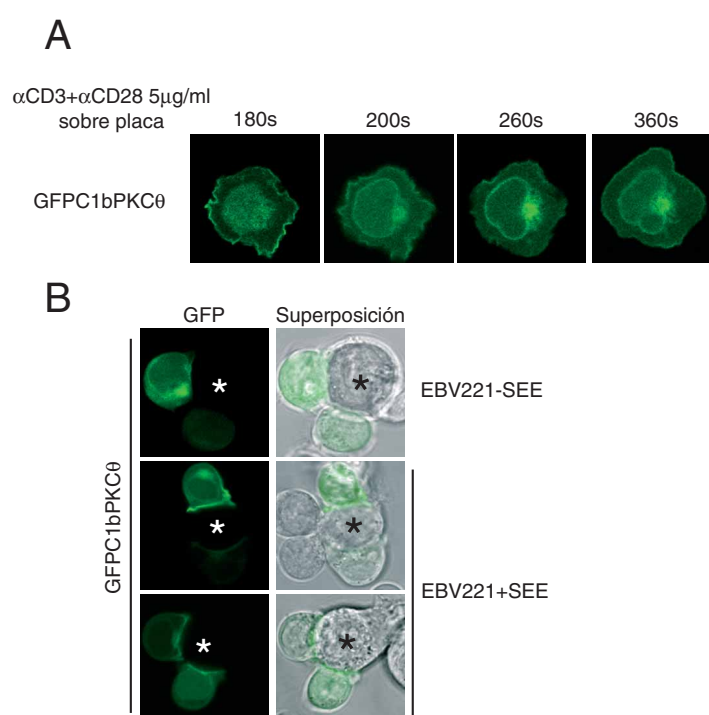 A
αCD3+αCD28 5µg/ml
sobre placa
180s
200s
260s
360s
GFPC1bPKCθ
B
GFP
Superposición
GFPC1bPKCθ
*
*
EBV221-SEE
*
*
EBV221+SEE
*
*